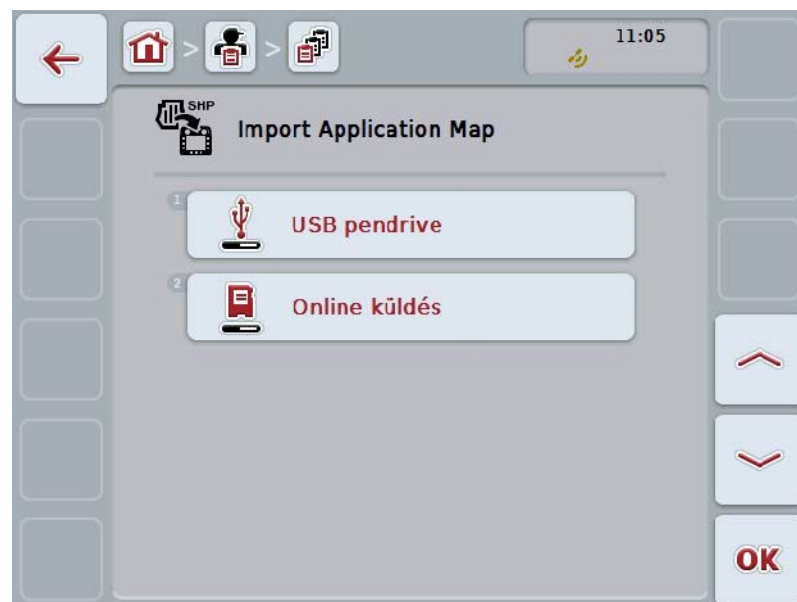 11:05
SHP
Import Application Map
1
USB pendrive
2
Online küldés
OK